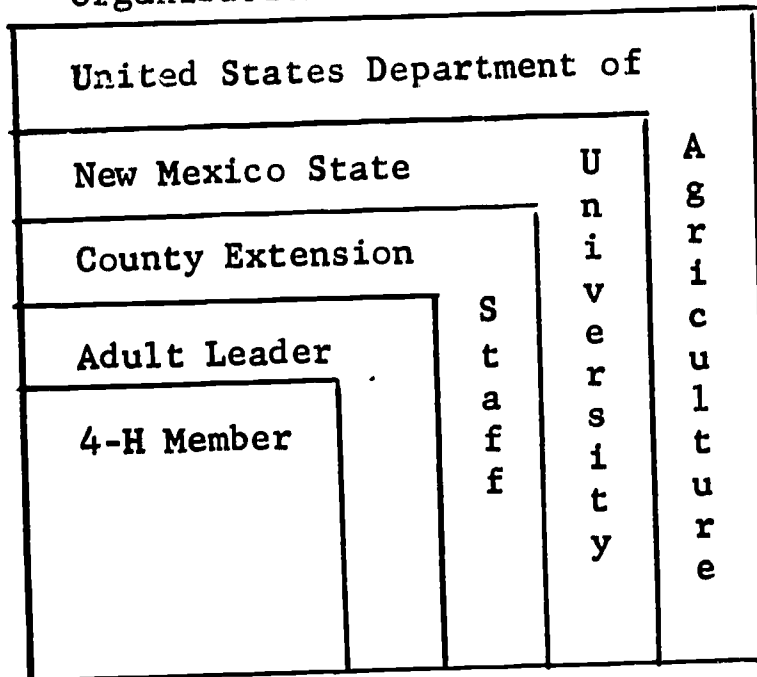 United States Department of
Agriculture
New Mexico State
University
County Extension
Staff
Adult Leader
4-H Member